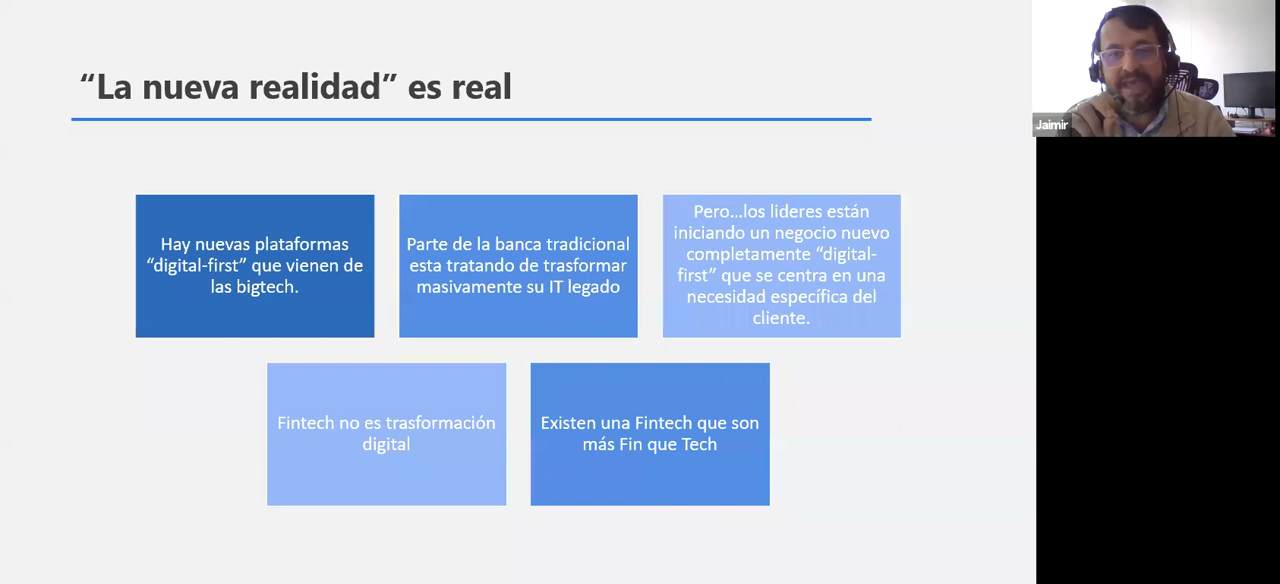 “La nueva realidad” es real
Jaimir
Hay nuevas plataformas
“digital-first” que vienen de
las bigtech.
Parte de la banca tradicional
esta tratando de trasformar
masivamente su IT legado
Pero...los lideres están
iniciando un negocio nuevo
completamente “digital-
first” que se centra en una
necesidad específica del
cliente.
Fintech no es trasformación
digital
Existen una Fintech que son
más Fin que Tech